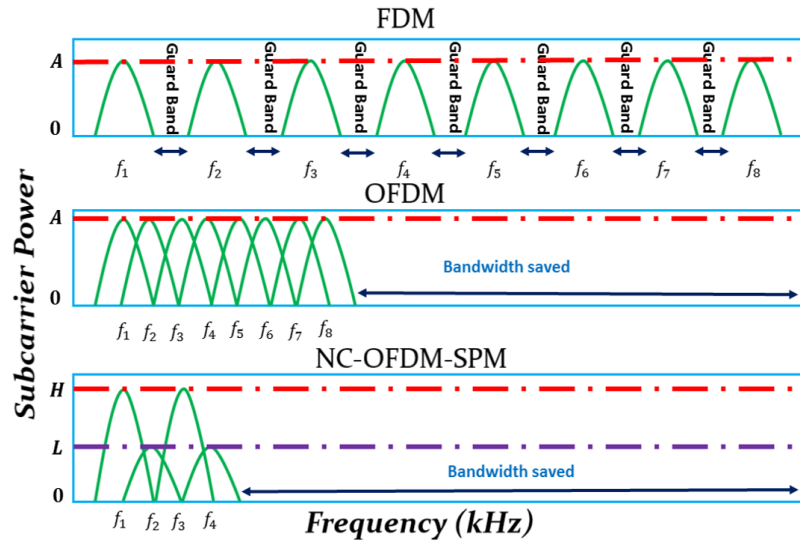 FDM
A
Guard Band
Guard Band
Guard Band
Guard Band
Guard Band
Guard Band
Guard Band
0
f₁ f₂ f₃ f₄ f₅ f₆ f₇ f₈
OFDM
A
Bandwidth saved
0
f₁ f₂ f₃ f₄ f₅ f₆ f₇ f₈
NC-OFDM-SPM
H
L
Bandwidth saved
0
f₁ f₂ f₃ f₄
Frequency (kHz)
Subcarrier Power